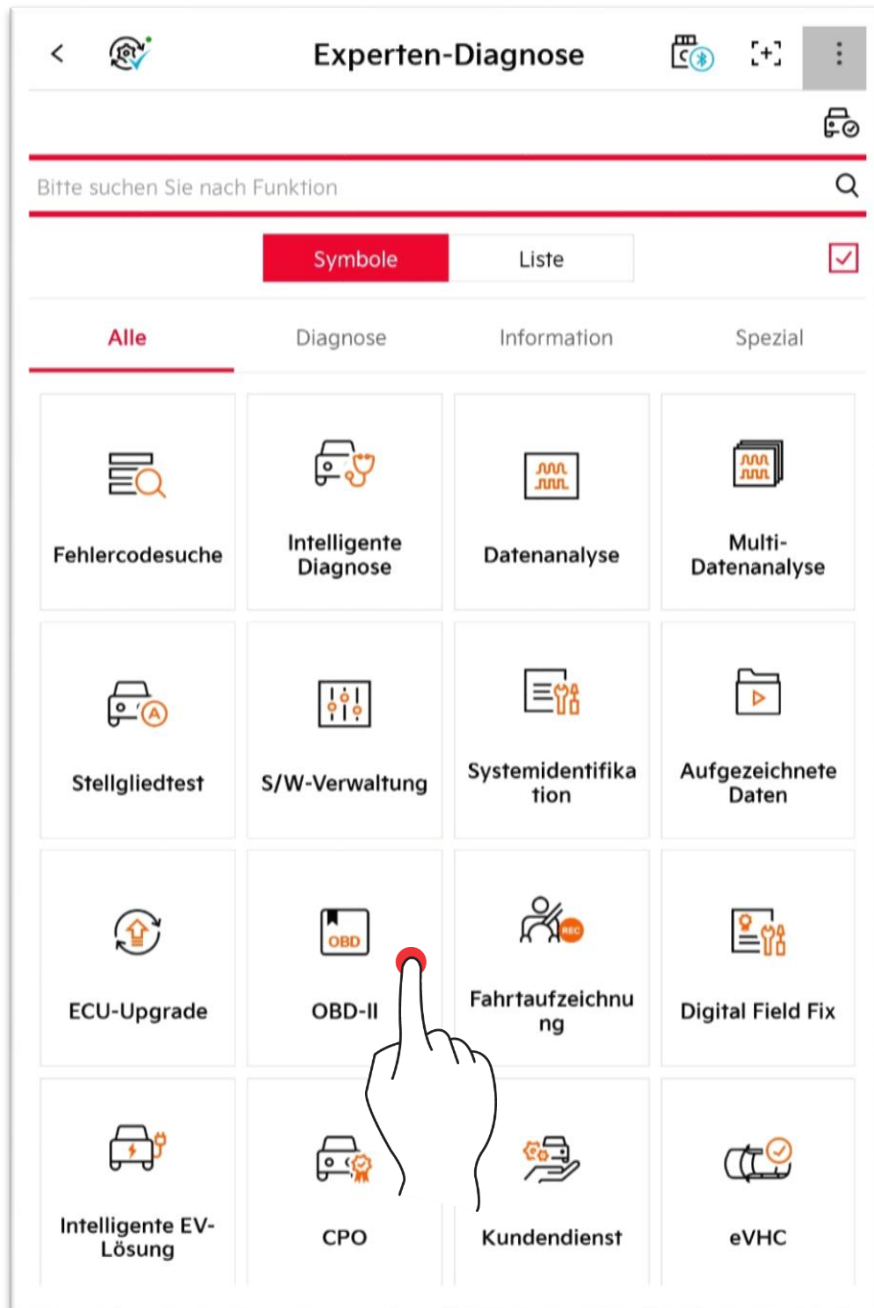 Experten-Diagnose
Bitte suchen Sie nach Funktion
Symbole
Liste
Alle
Diagnose
Information
Spezial
Fehlercodesuche
Intelligente
Diagnose
Datenanalyse
Multi-
Datenanalyse
A
Stellgliedtest
S/W-Verwaltung
Systemidentifika
tion
Aufgezeichnete
Daten
ECU-Upgrade
OBD
OBD-II
REC
Fahrtaufzeichnu
ng
Digital Field Fix
Intelligente EV-
Lösung
CPO
Kundendienst
eVHC